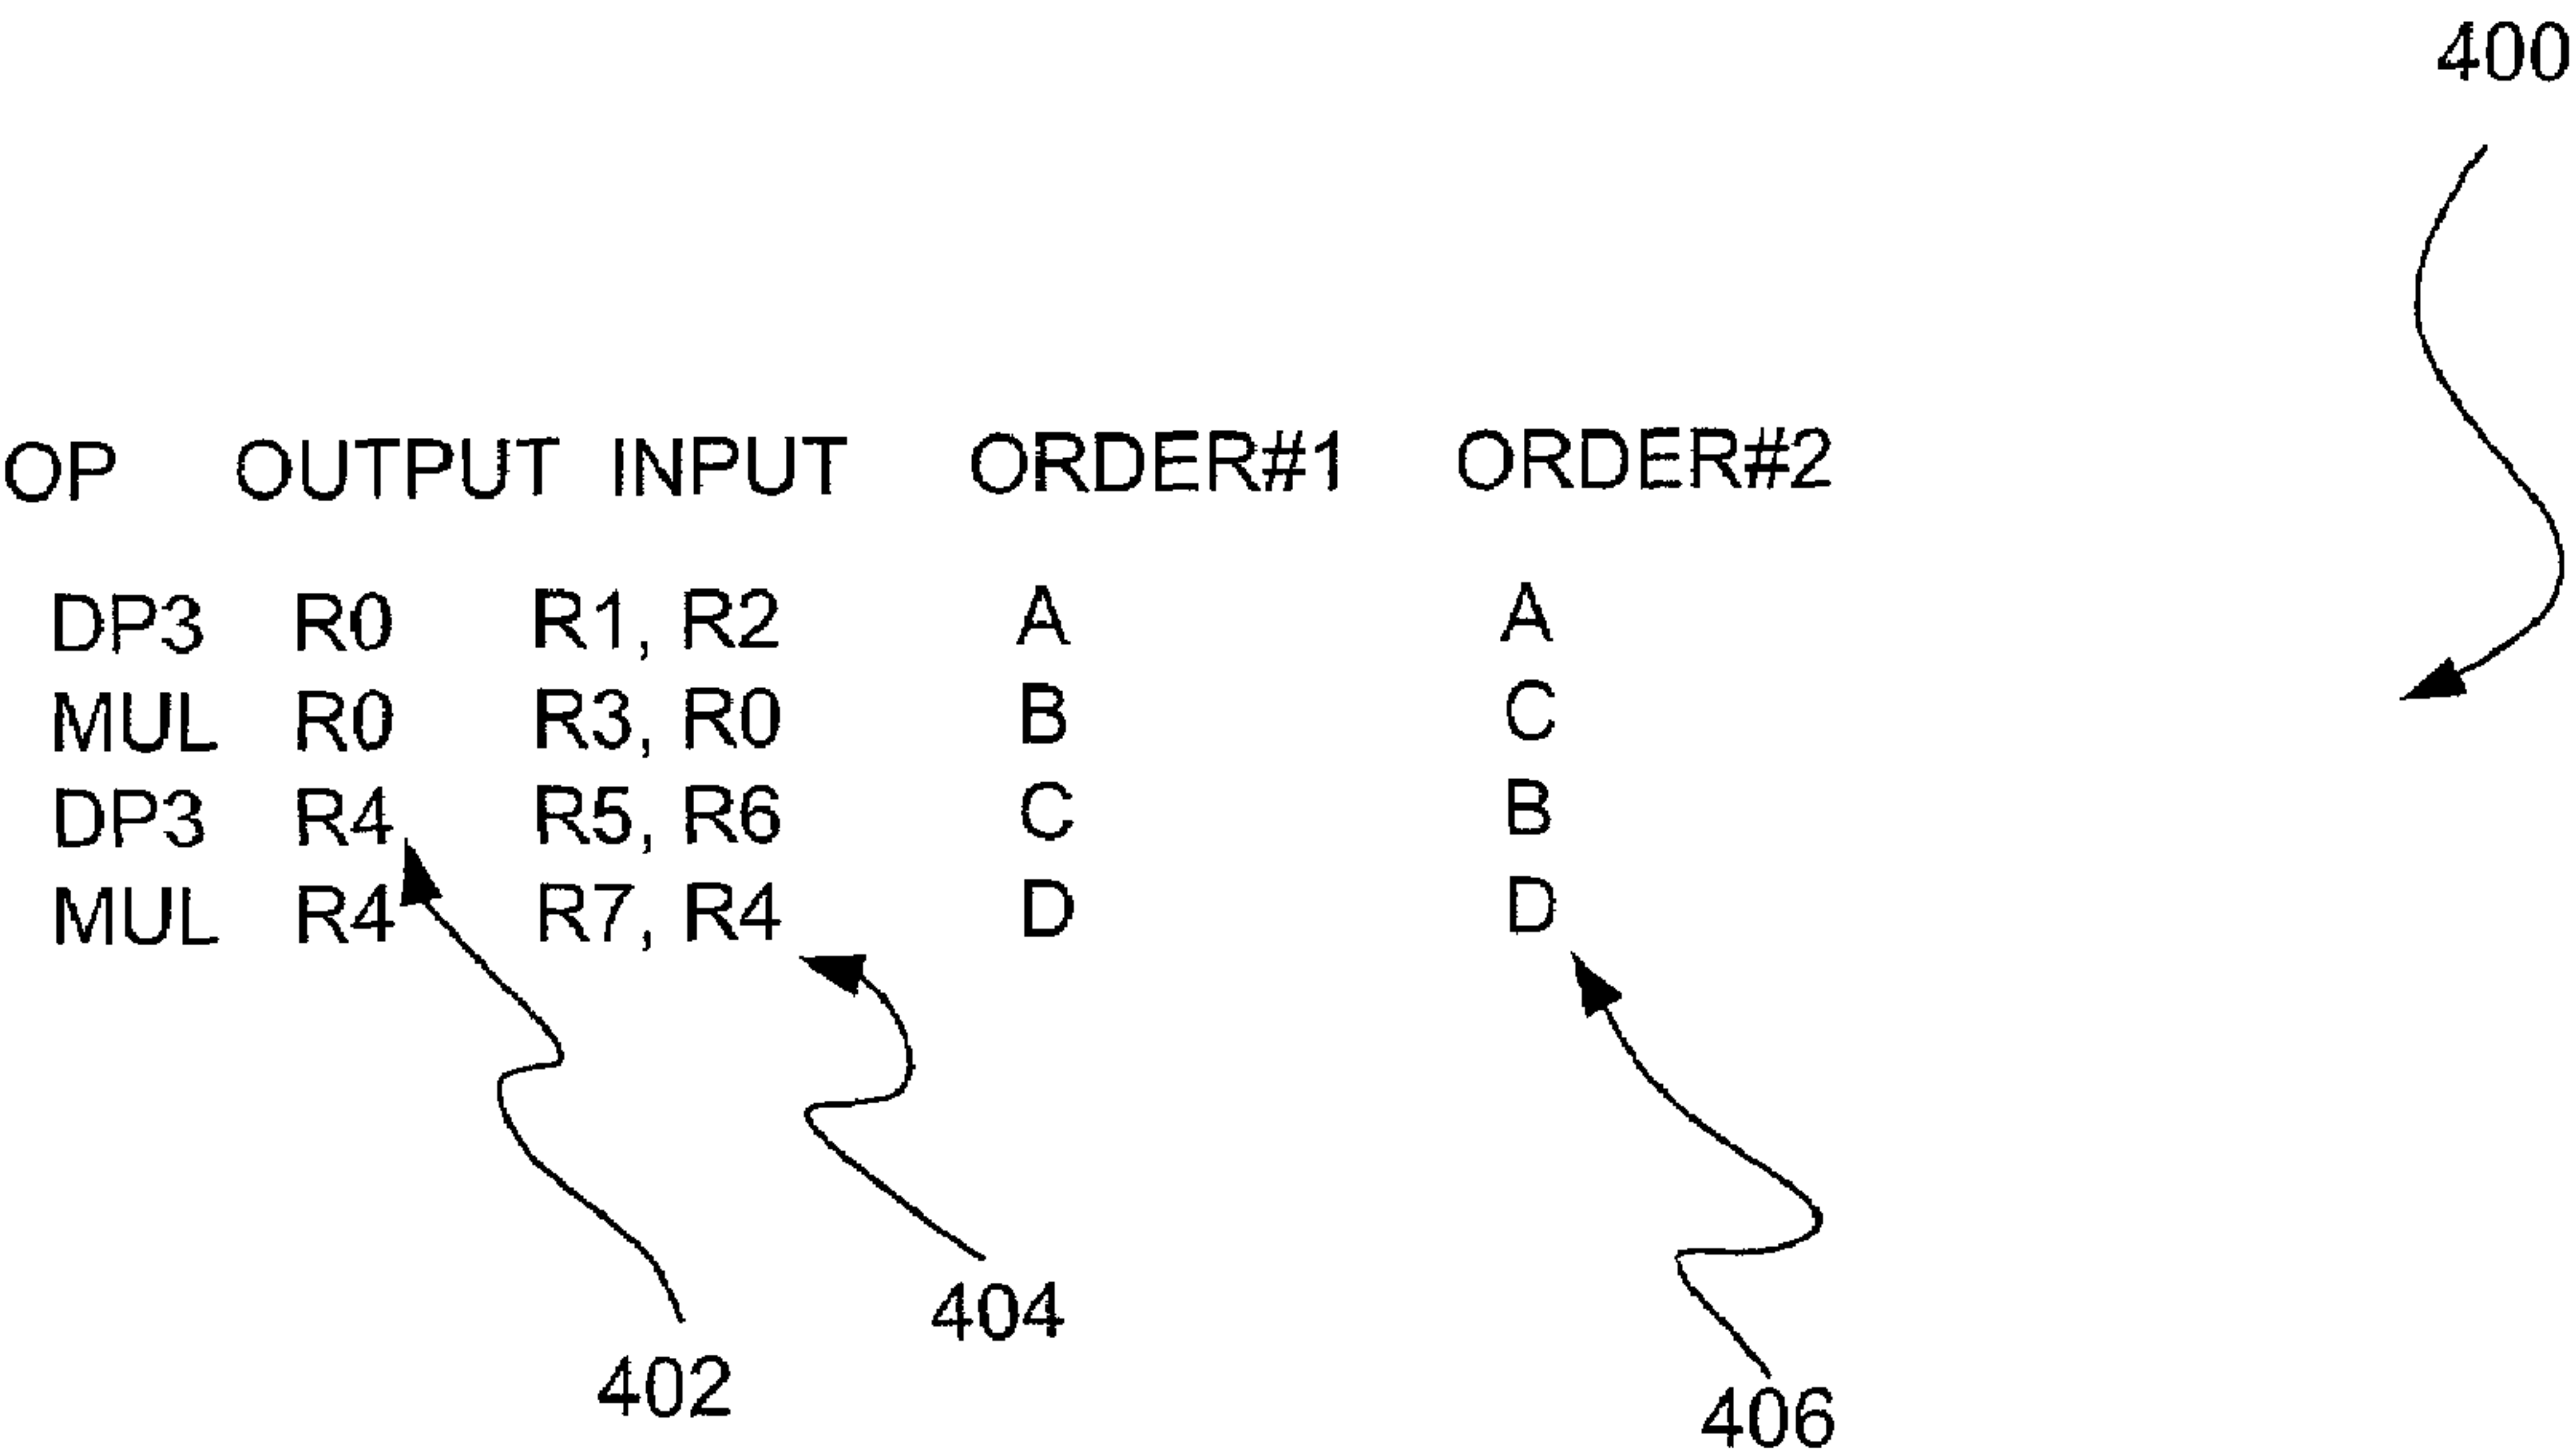 400
OP OUTPUT INPUT ORDER#1 ORDER#2
DP3 R0 R1, R2 A A
MUL R0 R3, R0 B C
DP3 R4 R5, R6 C B
MUL R4 R7, R4 D D
404
402
406